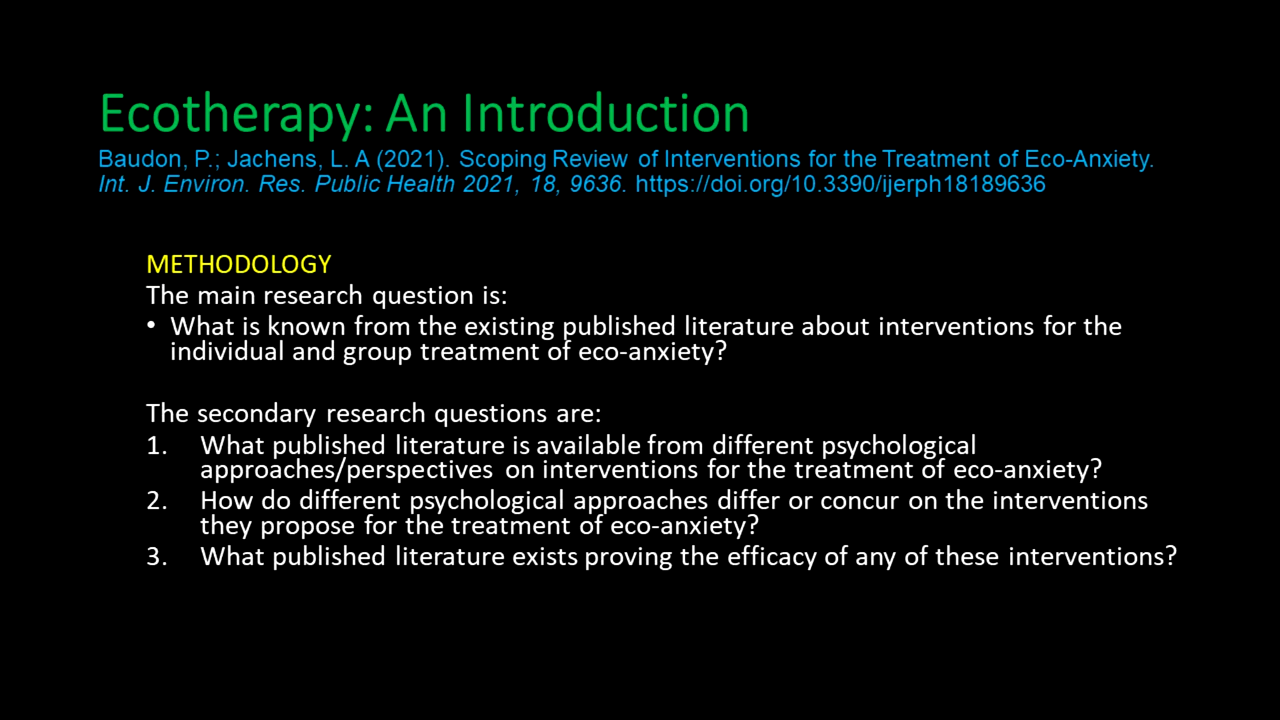 Ecotherapy: An Introduction
Baudon, P.; Jachens, L. A (2021). Scoping Review of Interventions for the Treatment of Eco-Anxiety.
Int. J. Environ. Res. Public Health 2021, 18, 9636. https://doi.org/10.3390/ijerph18189636
METHODOLOGY
The main research question is:
• What is known from the existing published literature about interventions for the
individual and group treatment of eco-anxiety?
The secondary research questions are:
1. What published literature is available from different psychological
approaches/perspectives on interventions for the treatment of eco-anxiety?
2. How do different psychological approaches differ or concur on the interventions
they propose for the treatment of eco-anxiety?
3. What published literature exists proving the efficacy of any of these interventions?